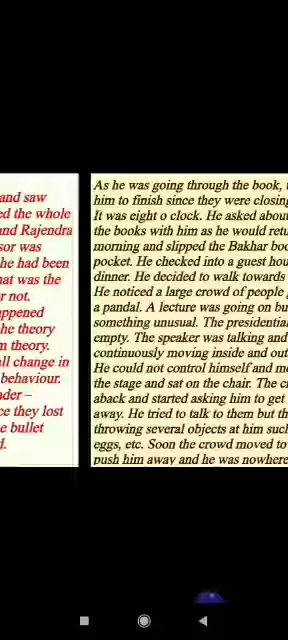 and saw
ed the whole
and Rajendra
sor was
he had been
hat was the
r not.
appened
he theory
m theory.
all change in
behaviour.
nder –
ce they lost
e bullet
d.
As he was going through the book,
him to finish since they were closing
It was eight o clock. He asked about
the books with him as he would retu
morning and slipped the Bakhar boo
pocket. He checked into a guest hou
dinner. He decided to walk towards
He noticed a large crowd of people
a pandal. A lecture was going on bu
something unusual. The presidential
empty. The speaker was talking and
continuously moving inside and out
He could not control himself and mo
the stage and sat on the chair. The c
aback and started asking him to get
away. He tried to talk to them but th
throwing several objects at him such
eggs, etc. Soon the crowd moved to
push him away and he was nowhere